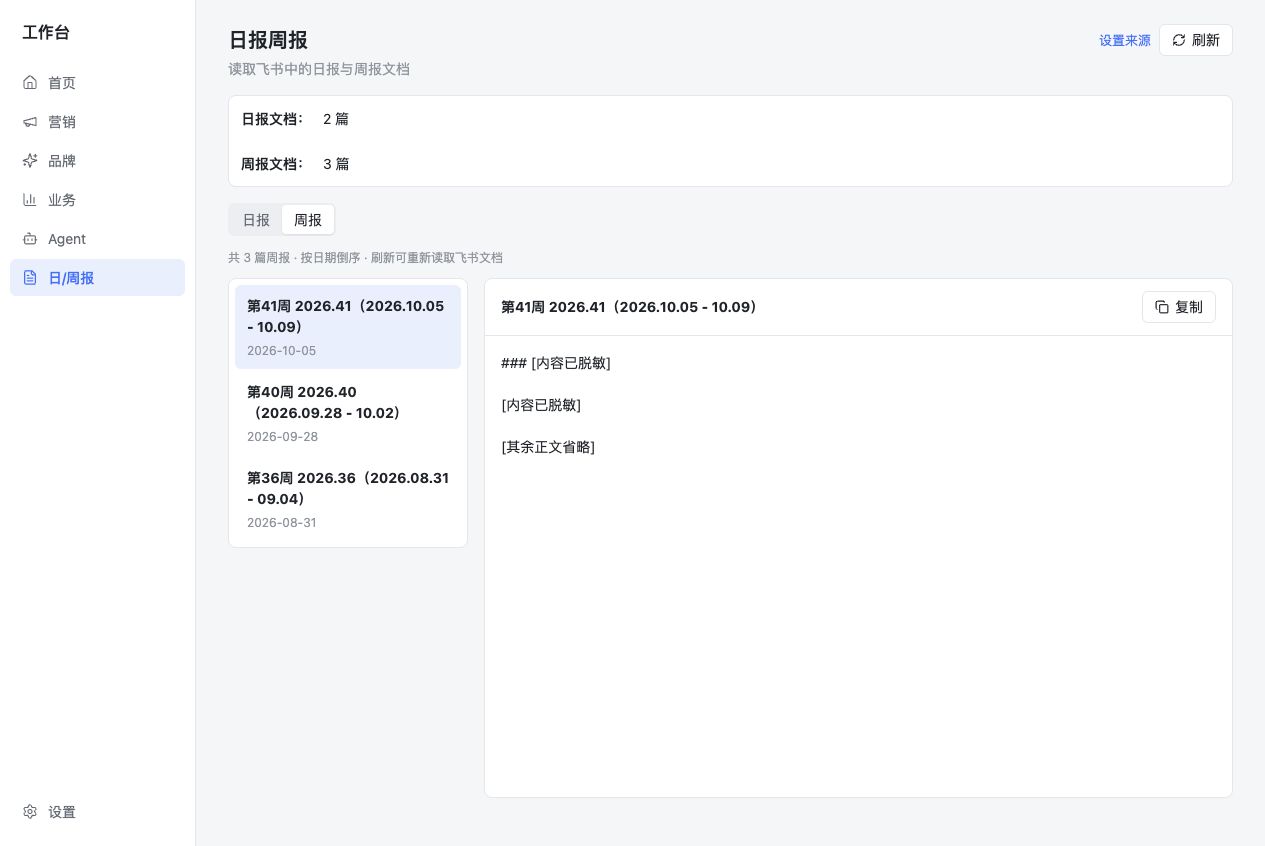 工作台
首页
营销
品牌
业务
Agent
日/周报
设置
日报周报
读取飞书中的日报与周报文档
设置来源
刷新
日报文档： 2 篇
周报文档： 3 篇
日报
周报
共 3 篇周报 · 按日期倒序 · 刷新可重新读取飞书文档
第41周 2026.41（2026.10.05
- 10.09）
2026-10-05
第40周 2026.40
（2026.09.28 - 10.02）
2026-09-28
第36周 2026.36（2026.08.31
- 09.04）
2026-08-31
第41周 2026.41（2026.10.05 - 10.09）
复制
### [内容已脱敏]
[内容已脱敏]
[其余正文省略]